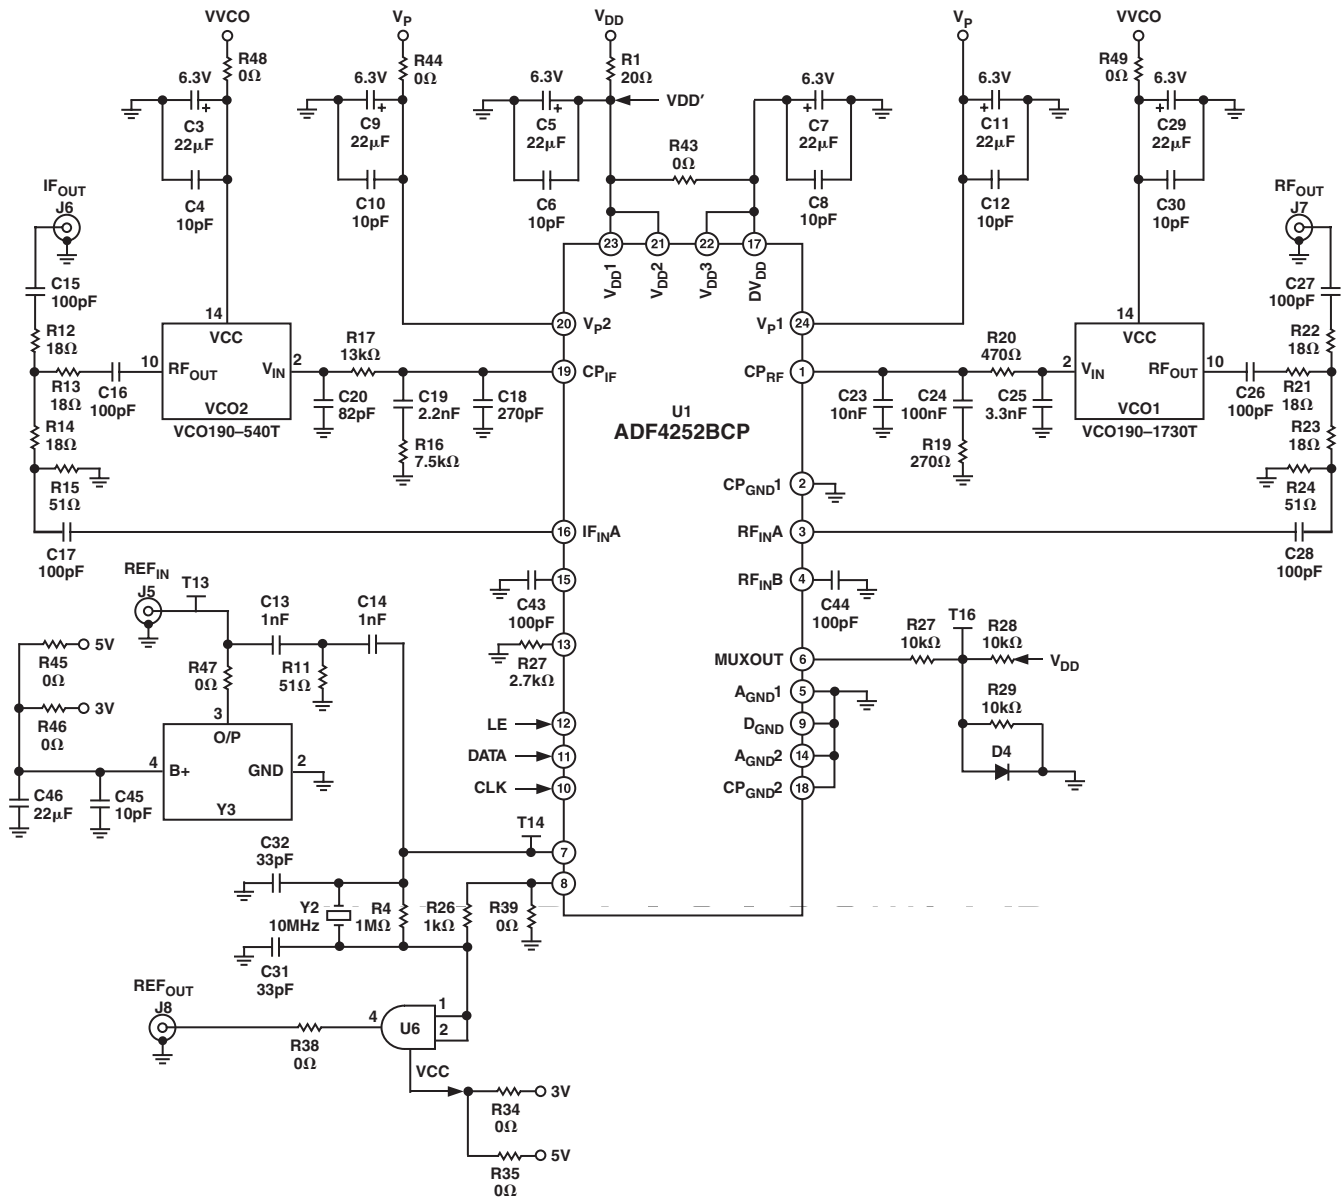 VVCO
V_P
V_DD
V_P
VVCO
R48
0Ω
R44
0Ω
R1
20Ω
R49
0Ω
6.3V
6.3V
6.3V
6.3V
6.3V
6.3V
VDD′
C3
22µF
C9
22µF
C5
22µF
R43
0Ω
C7
22µF
C11
22µF
C29
22µF
C4
10pF
C10
10pF
C6
10pF
C8
10pF
C12
10pF
C30
10pF
IF_OUT
J6
RF_OUT
J7
23
21
22
17
V_DD1
V_DD2
V_DD3
DV_DD
C15
100pF
C27
100pF
14
VCC
20
V_P2
V_P1
24
14
VCC
R12
18Ω
R17
13kΩ
R20
470Ω
R22
18Ω
10
RF_OUT
V_IN
2
19
CP_IF
CP_RF
1
2
V_IN
RF_OUT
10
R13
18Ω
C16
100pF
VCO2
VCO190–540T
C20
82pF
C19
2.2nF
C18
270pF
U1
ADF4252BCP
C23
10nF
C24
100nF
C25
3.3nF
VCO1
VCO190–1730T
C26
100pF
R21
18Ω
R14
18Ω
R16
7.5kΩ
R19
270Ω
R23
18Ω
R15
51Ω
CP_GND1
2
R24
51Ω
C17
100pF
16
IF_INA
RF_INA
3
C28
100pF
REF_IN
J5
T13
C13
1nF
C14
1nF
15
C43
100pF
RF_INB
4
C44
100pF
R45
0Ω
5V
R47
0Ω
R11
51Ω
13
R27
2.7kΩ
MUXOUT
6
R27
10kΩ
T16
R28
10kΩ
V_DD
R46
0Ω
3V
3
O/P
LE
12
A_GND1
5
R29
10kΩ
D_GND
9
4
B+
GND
2
DATA
11
A_GND2
14
D4
C46
22µF
C45
10pF
Y3
CLK
10
CP_GND2
18
T14
C32
33pF
7
8
Y2
10MHz
R4
1MΩ
R26
1kΩ
R39
0Ω
C31
33pF
REF_OUT
J8
R38
0Ω
4
U6
1
2
VCC
3V
R34
0Ω
5V
R35
0Ω